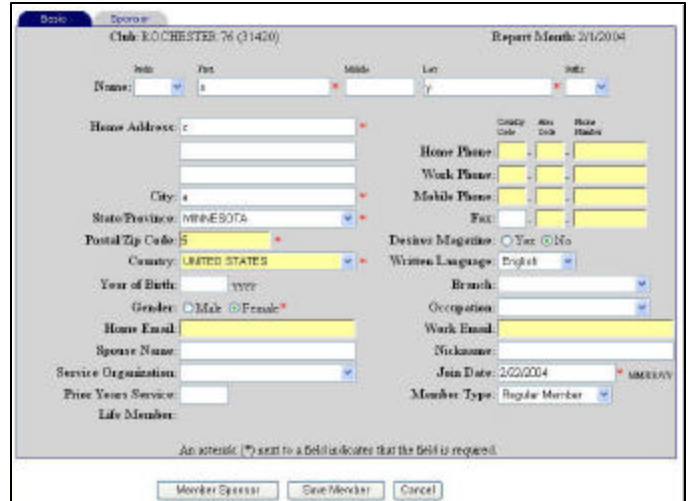 Basic Sponsor
Club: ROCHESTER 76 (31420) Report Month: 2/1/2004
Prefix First Middle Last Suffix
Name: s * y *
Home Address: c *
Country Code Area Code Phone Number
Home Phone: - -
Work Phone: - -
City: a * Mobile Phone: - -
State/Province: MINNESOTA * Fax: - -
Postal/Zip Code: 5 * Desires Magazine: Yes No
Country: UNITED STATES * Written Language: English
Year of Birth: YYYY Branch:
Gender: Male Female * Occupation:
Home Email: Work Email:
Spouse Name: Nickname:
Service Organization: Join Date: 2/22/2004 * MM/DD/YY
Prior Years Service: Member Type: Regular Member
Life Member:
An asterisk (*) next to a field indicates that the field is required.
Member Sponsor Save Member Cancel